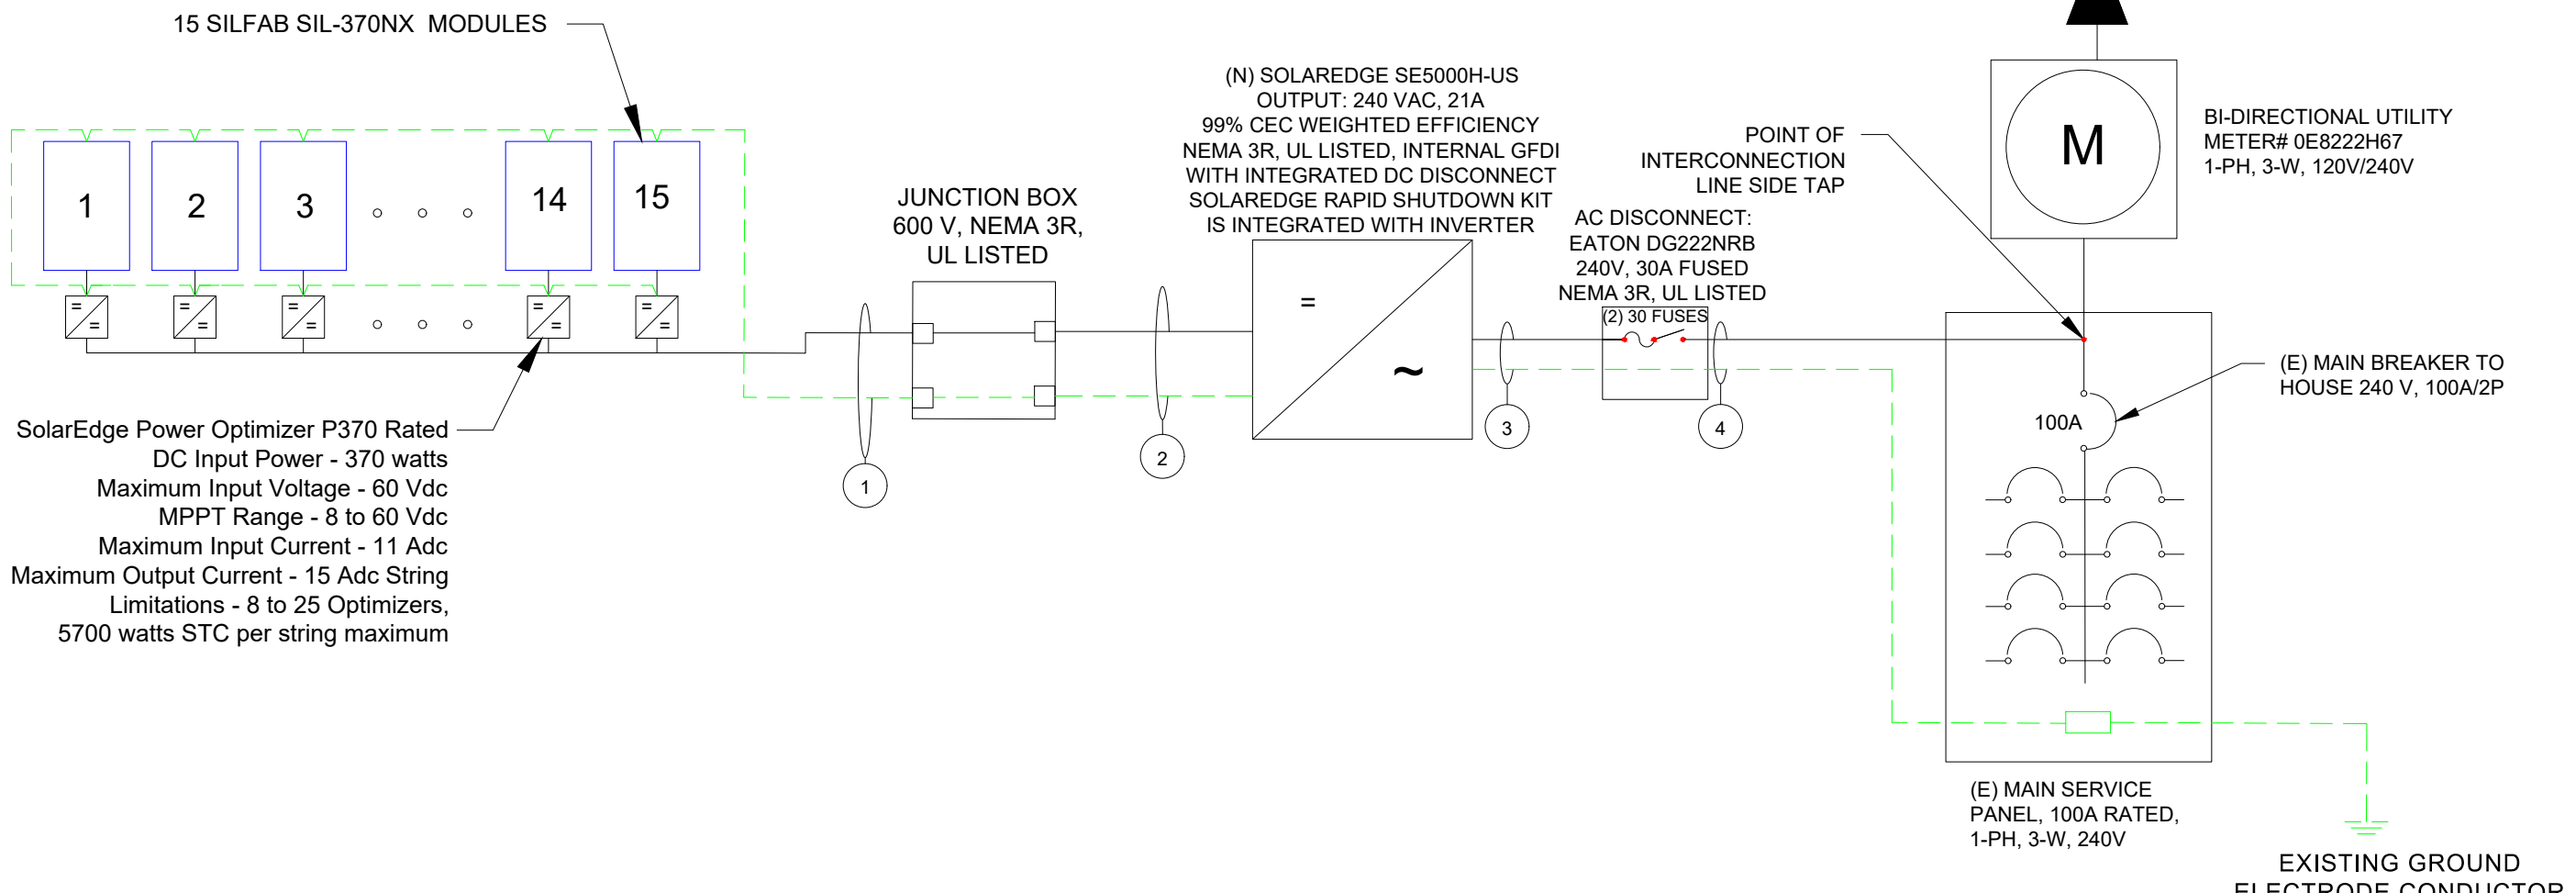 15 SILFAB SIL-370NX MODULES
1
2
3
14
15
=
=
=
=
=
=
=
=
=
=
SolarEdge Power Optimizer P370 Rated
DC Input Power - 370 watts
Maximum Input Voltage - 60 Vdc
MPPT Range - 8 to 60 Vdc
Maximum Input Current - 11 Adc
Maximum Output Current - 15 Adc String
Limitations - 8 to 25 Optimizers,
5700 watts STC per string maximum
1
JUNCTION BOX
600 V, NEMA 3R,
UL LISTED
2
(N) SOLAREDGE SE5000H-US
OUTPUT: 240 VAC, 21A
99% CEC WEIGHTED EFFICIENCY
NEMA 3R, UL LISTED, INTERNAL GFDI
WITH INTEGRATED DC DISCONNECT
SOLAREDGE RAPID SHUTDOWN KIT
IS INTEGRATED WITH INVERTER
=
~
3
AC DISCONNECT:
EATON DG222NRB
240V, 30A FUSED
NEMA 3R, UL LISTED
(2) 30 FUSES
4
POINT OF
INTERCONNECTION
LINE SIDE TAP
M
BI-DIRECTIONAL UTILITY
METER# 0E8222H67
1-PH, 3-W, 120V/240V
(E) MAIN BREAKER TO
HOUSE 240 V, 100A/2P
100A
(E) MAIN SERVICE
PANEL, 100A RATED,
1-PH, 3-W, 240V
EXISTING GROUND
ELECTRODE CONDUCTOR